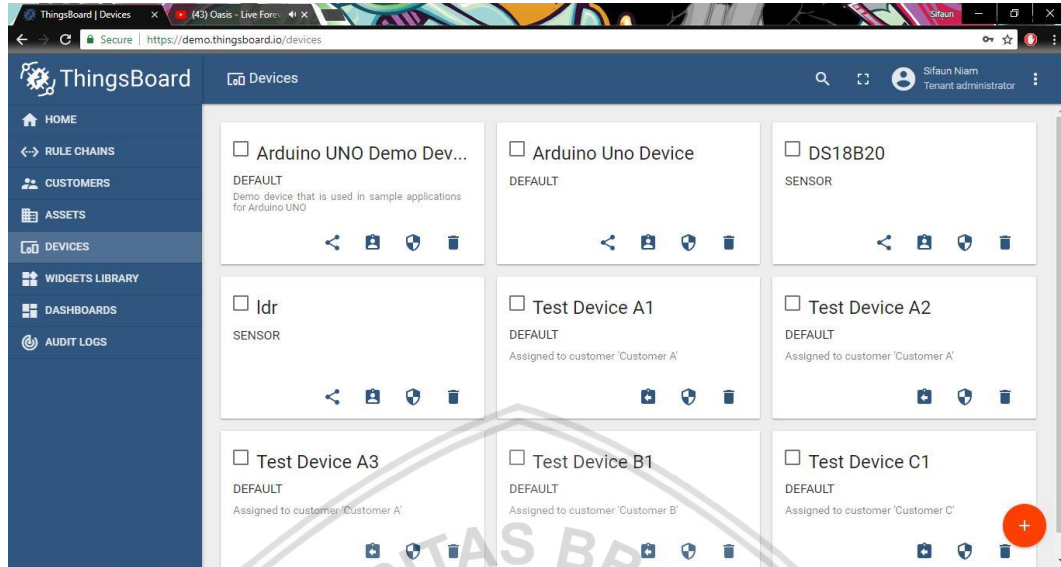 ThingsBoard | Devices
(43) Oasis - Live Forev
Sifaun
Secure | https://demo.thingsboard.io/devices
ThingsBoard
Devices
Sifaun Niam
Tenant administrator
HOME
RULE CHAINS
CUSTOMERS
ASSETS
DEVICES
WIDGETS LIBRARY
DASHBOARDS
AUDIT LOGS
Arduino UNO Demo Dev...
DEFAULT
Demo device that is used in sample applications
for Arduino UNO
Arduino Uno Device
DEFAULT
DS18B20
SENSOR
ldr
SENSOR
Test Device A1
DEFAULT
Assigned to customer 'Customer A'
Test Device A2
DEFAULT
Assigned to customer 'Customer A'
Test Device A3
DEFAULT
Assigned to customer 'Customer A'
Test Device B1
DEFAULT
Assigned to customer 'Customer B'
Test Device C1
DEFAULT
Assigned to customer 'Customer C'
ITAS BR